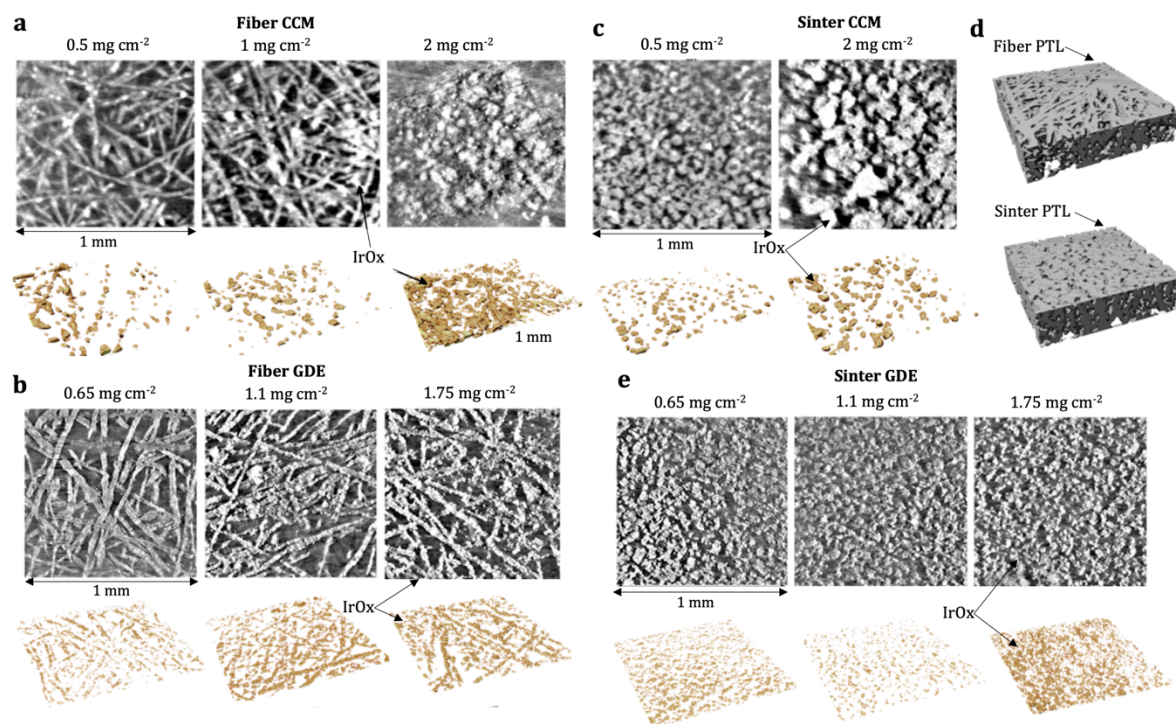 a
Fiber CCM
0.5 mg cm-2
1 mg cm-2
2 mg cm-2
1 mm
IrOx
1 mm
b
Fiber GDE
0.65 mg cm-2
1.1 mg cm-2
1.75 mg cm-2
1 mm
IrOx
c
Sinter CCM
0.5 mg cm-2
2 mg cm-2
1 mm
IrOx
d
Fiber PTL
Sinter PTL
e
Sinter GDE
0.65 mg cm-2
1.1 mg cm-2
1.75 mg cm-2
1 mm
IrOx